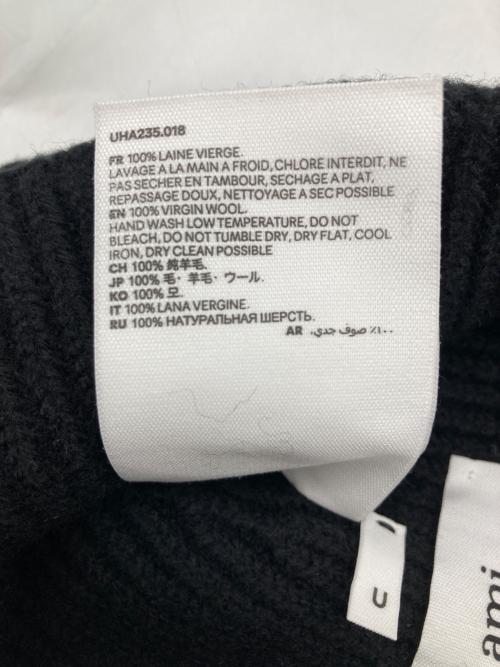 UHA235.018
FR 100% LAINE VIERGE.
LAVAGE A LA MAIN A FROID, CHLORE INTERDIT, NE
PAS SECHER EN TAMBOUR, SECHAGE A PLAT,
REPASSAGE DOUX, NETTOYAGE A SEC POSSIBLE
EN 100% VIRGIN WOOL.
HAND WASH LOW TEMPERATURE, DO NOT
BLEACH, DO NOT TUMBLE DRY, DRY FLAT, COOL
IRON, DRY CLEAN POSSIBLE
CH 100% 纯羊毛.
JP 100% 毛・羊毛・ウール.
KO 100% 모.
IT 100% LANA VERGINE.
RU 100% НАТУРАЛЬНАЯ ШЕРСТЬ.
AR ١٠٠٪ صوف جدي.
U
ami